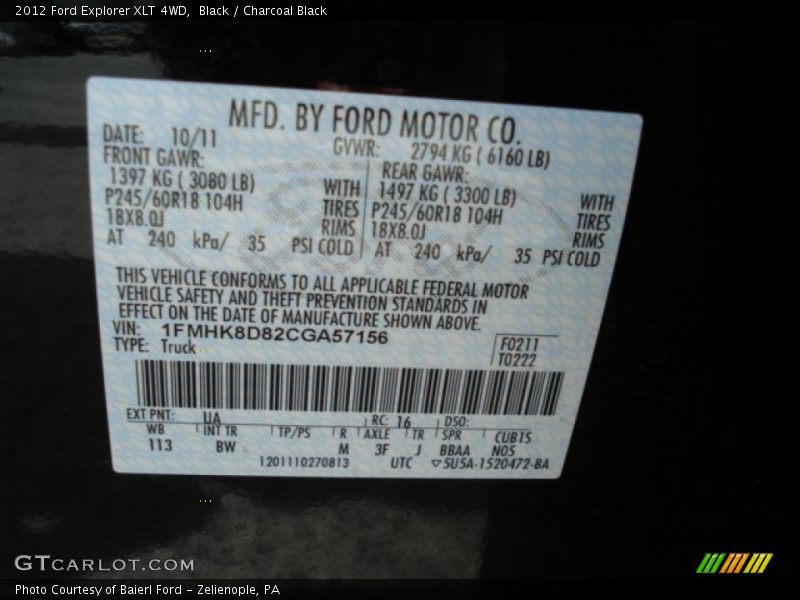 2012 Ford Explorer XLT 4WD, Black / Charcoal Black
MFD. BY FORD MOTOR CO.
DATE: 10/11 GVWR: 2794 KG ( 6160 LB)
FRONT GAWR: REAR GAWR:
1397 KG ( 3080 LB) WITH 1497 KG ( 3300 LB) WITH
P245/60R18 104H TIRES P245/60R18 104H TIRES
18X8.0J RIMS 18X8.0J RIMS
AT 240 kPa/ 35 PSI COLD AT 240 kPa/ 35 PSI COLD
THIS VEHICLE CONFORMS TO ALL APPLICABLE FEDERAL MOTOR
VEHICLE SAFETY AND THEFT PREVENTION STANDARDS IN
EFFECT ON THE DATE OF MANUFACTURE SHOWN ABOVE.
VIN: 1FMHK8D82CGA57156 F0211
TYPE: Truck T0222
EXT PNT: UA RC: 16 DSO:
WB INT TR TP/PS R AXLE TR SPR CUBTS
113 BW M 3F J BBAA N05
1201110270813 UTC ▽5U5A-1520472-BA
GTCARLOT.COM
Photo Courtesy of Baierl Ford - Zelienople, PA